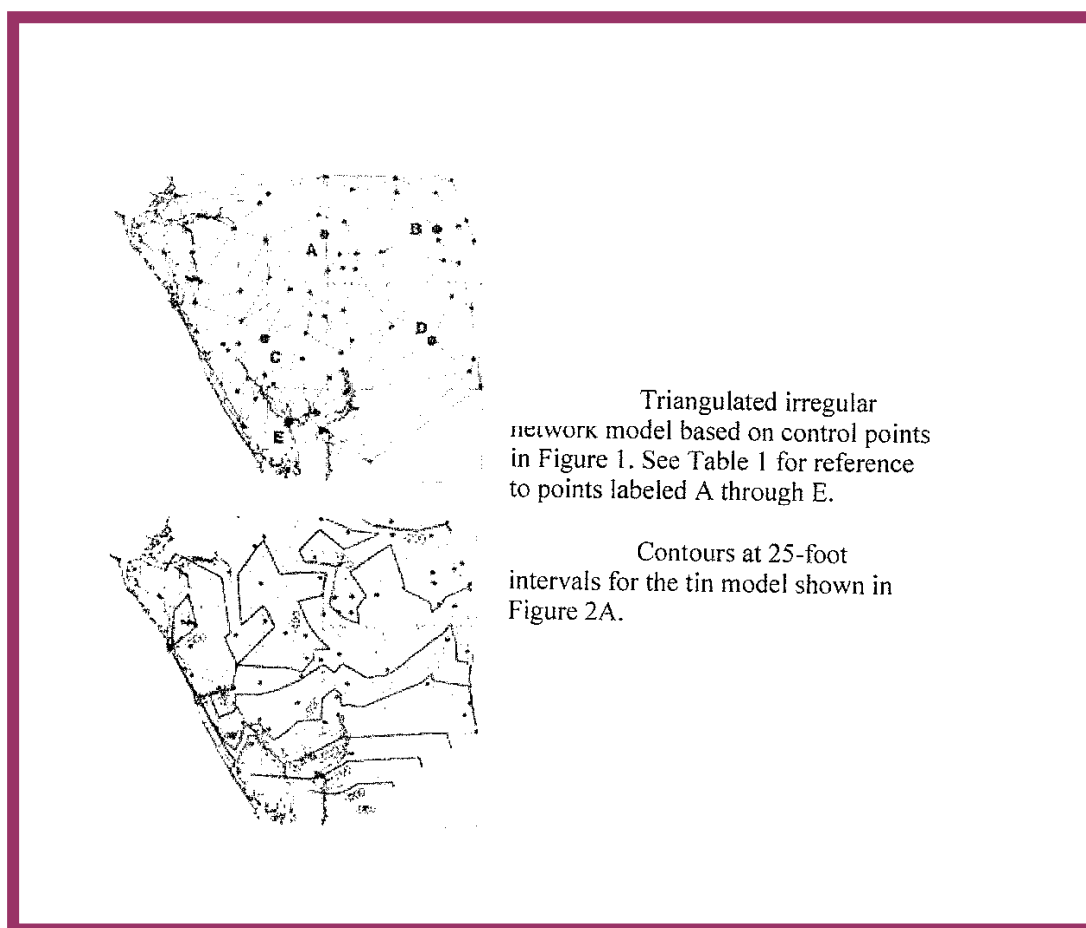 A
B
C
D
E
Triangulated irregular
network model based on control points
in Figure 1. See Table 1 for reference
to points labeled A through E.
Contours at 25-foot
intervals for the tin model shown in
Figure 2A.